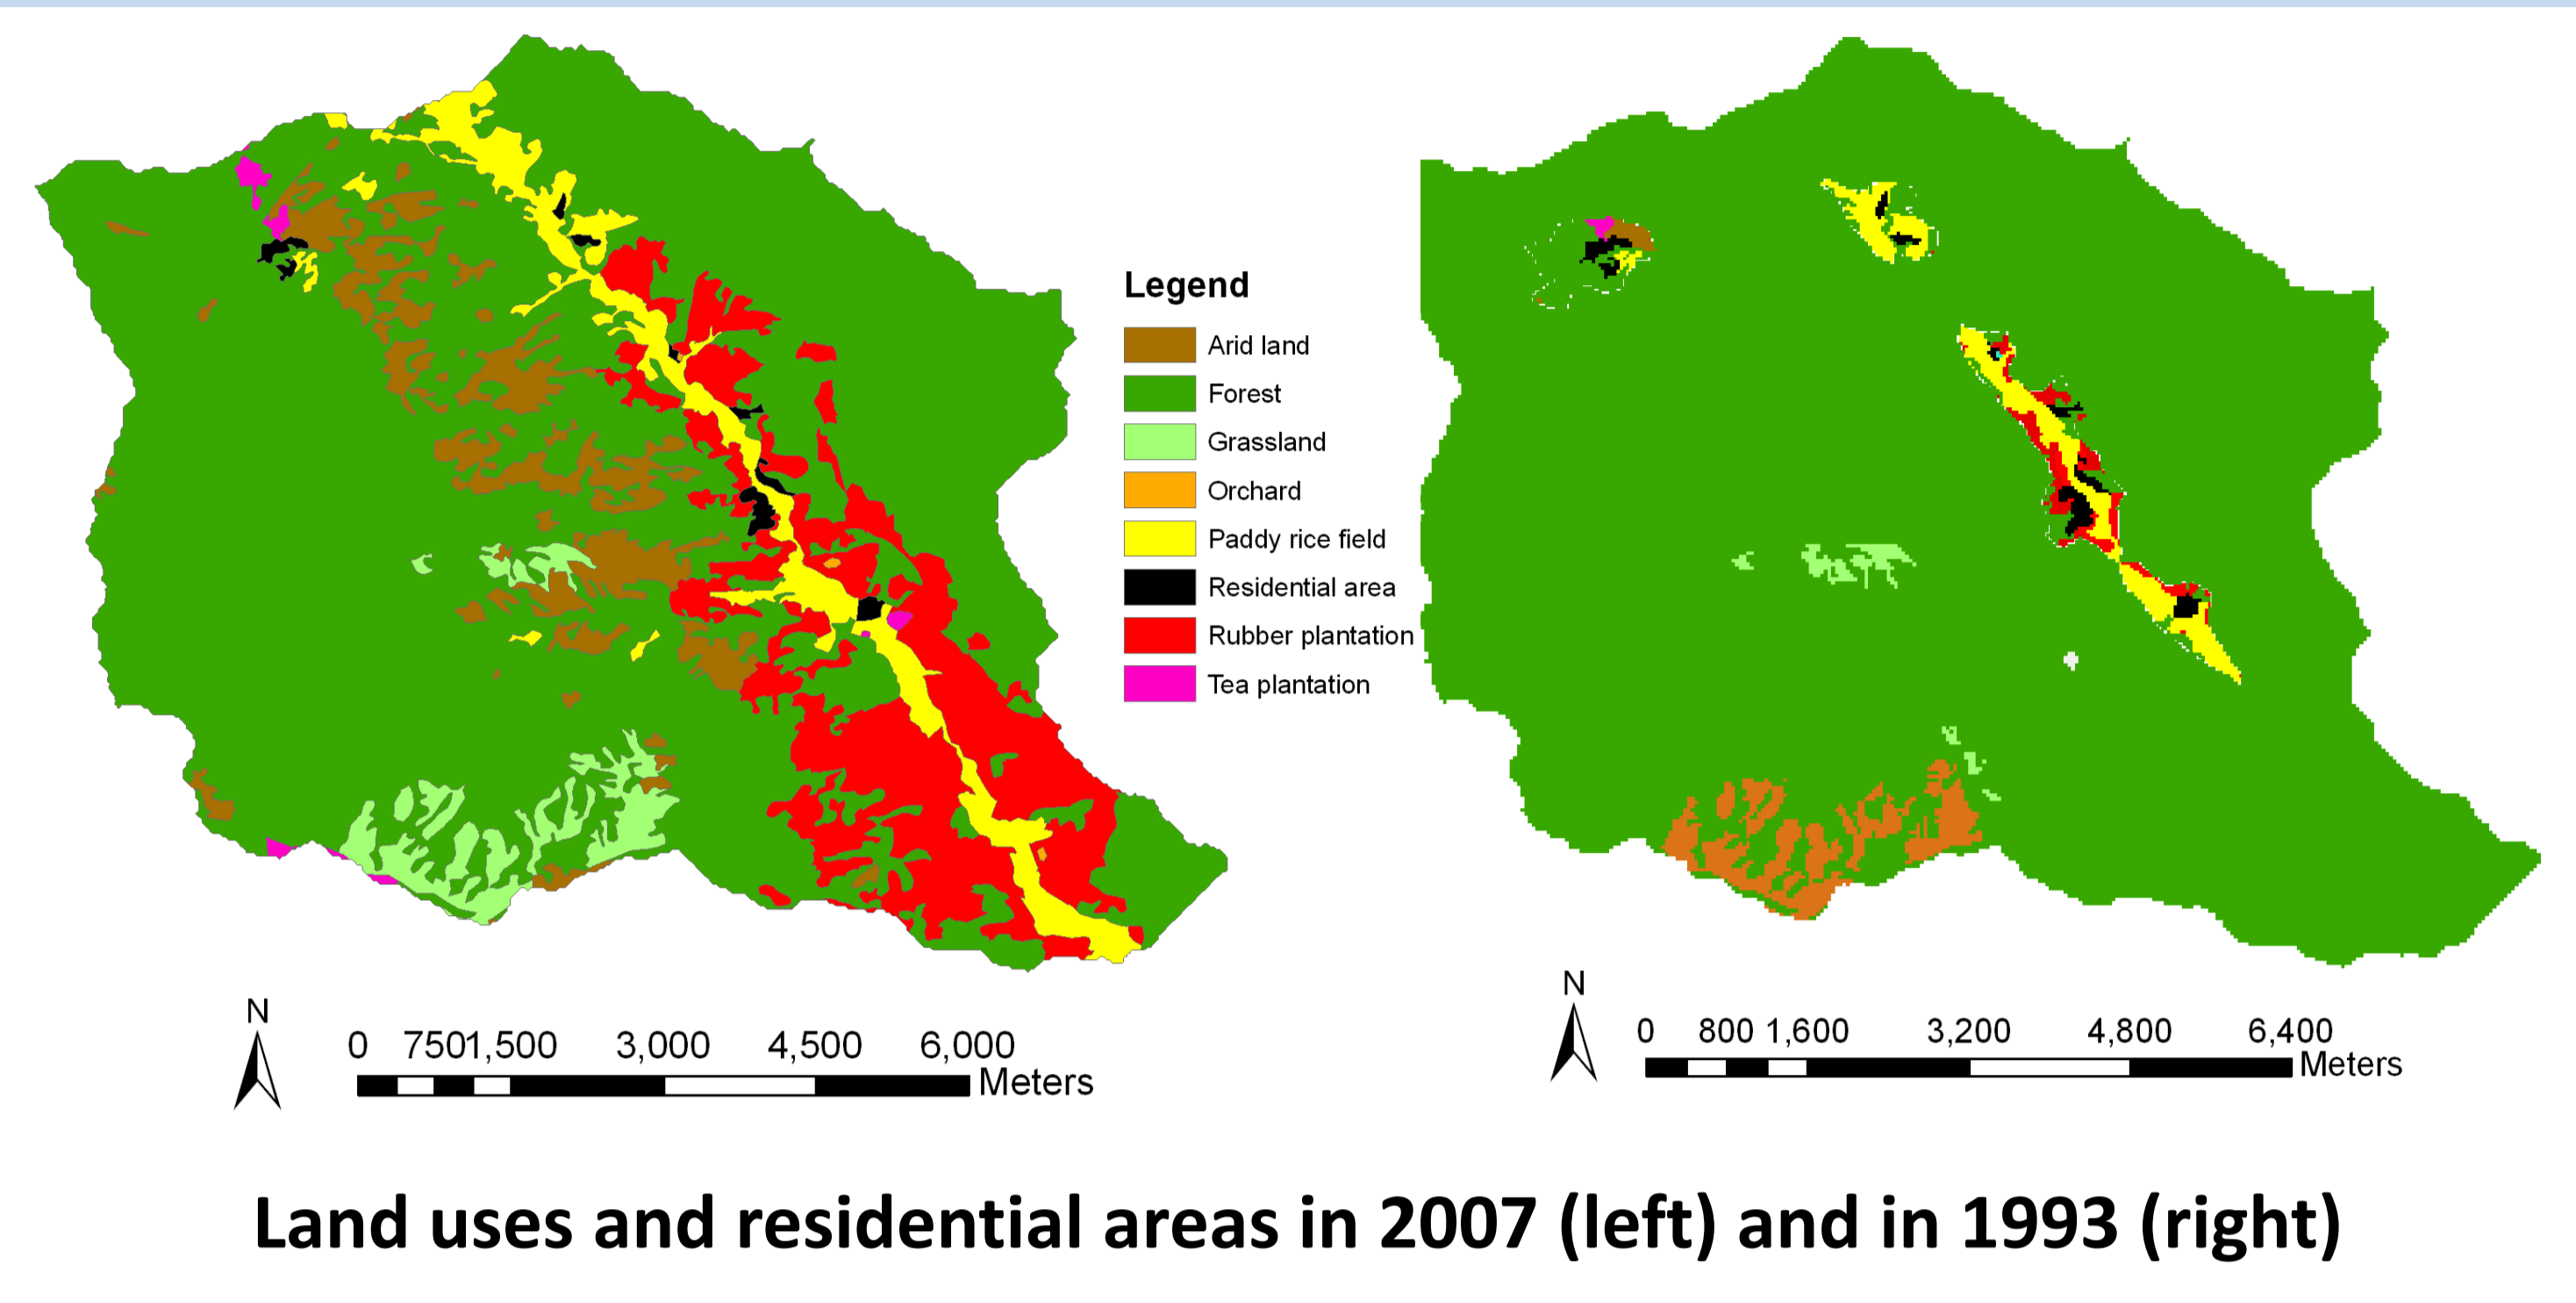 Legend
Arid land
Forest
Grassland
Orchard
Paddy rice field
Residential area
Rubber plantation
Tea plantation
N
0 750 1,500 3,000 4,500 6,000
Meters
N
0 800 1,600 3,200 4,800 6,400
Meters
Land uses and residential areas in 2007 (left) and in 1993 (right)